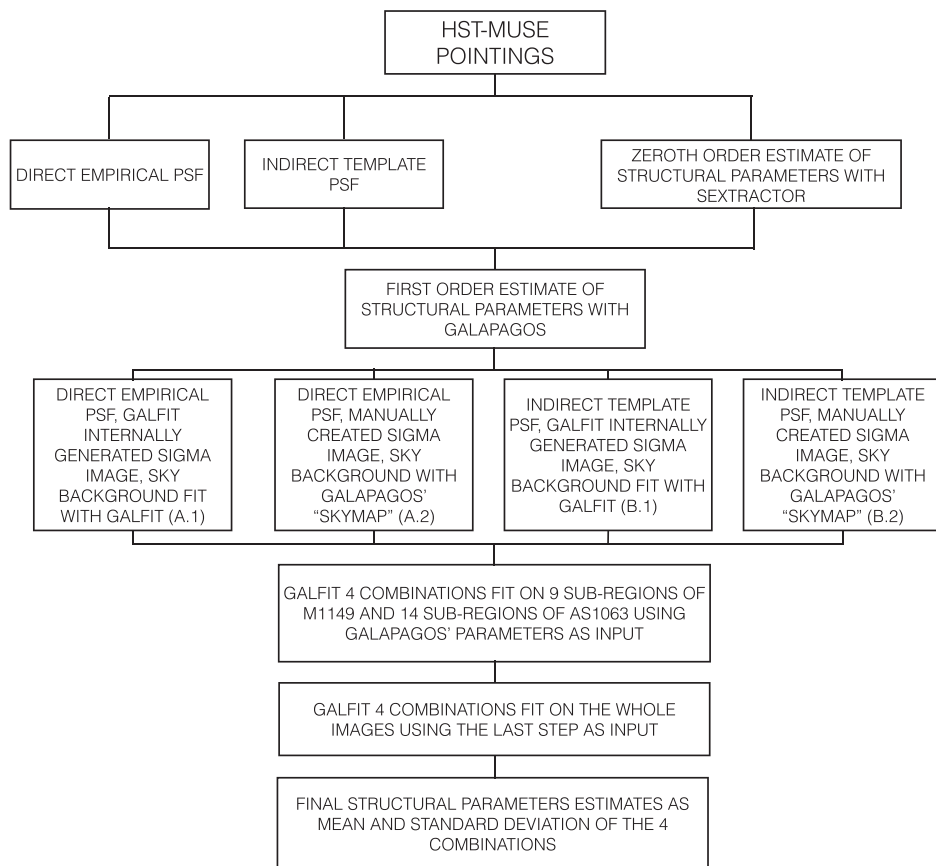 HST-MUSE
POINTINGS
DIRECT EMPIRICAL PSF
INDIRECT TEMPLATE
PSF
ZEROTH ORDER ESTIMATE OF
STRUCTURAL PARAMETERS WITH
SEXTRACTOR
FIRST ORDER ESTIMATE OF
STRUCTURAL PARAMETERS WITH
GALAPAGOS
DIRECT EMPIRICAL
PSF, GALFIT
INTERNALLY
GENERATED SIGMA
IMAGE, SKY
BACKGROUND FIT
WITH GALFIT (A.1)
DIRECT EMPIRICAL
PSF, MANUALLY
CREATED SIGMA
IMAGE, SKY
BACKGROUND WITH
GALAPAGOS’
“SKYMAP” (A.2)
INDIRECT TEMPLATE
PSF, GALFIT INTERNALLY
GENERATED SIGMA
IMAGE, SKY
BACKGROUND FIT WITH
GALFIT (B.1)
INDIRECT TEMPLATE
PSF, MANUALLY
CREATED SIGMA
IMAGE, SKY
BACKGROUND WITH
GALAPAGOS’
“SKYMAP” (B.2)
GALFIT 4 COMBINATIONS FIT ON 9 SUB-REGIONS OF
M1149 AND 14 SUB-REGIONS OF AS1063 USING
GALAPAGOS’ PARAMETERS AS INPUT
GALFIT 4 COMBINATIONS FIT ON THE WHOLE
IMAGES USING THE LAST STEP AS INPUT
FINAL STRUCTURAL PARAMETERS ESTIMATES AS
MEAN AND STANDARD DEVIATION OF THE 4
COMBINATIONS